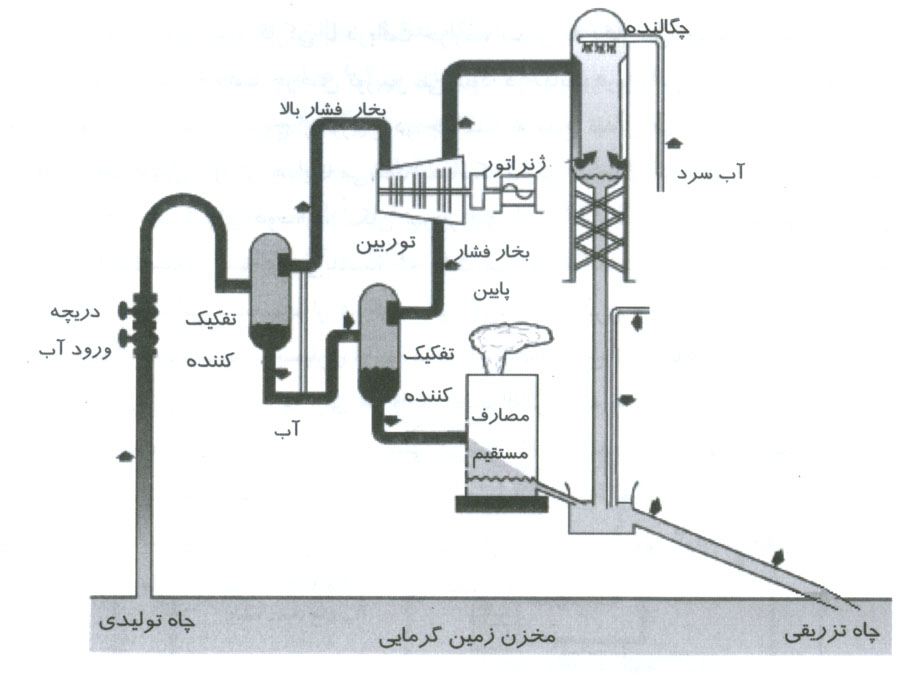 چگالنده
بخار فشار بالا
ژنراتور
آب سرد
توربین
بخار فشار
پایین
دریچه
ورود آب
تفکیک
کننده
تفکیک
کننده
آب
مصارف
مستقیم
چاه تولیدی
مخزن زمین گرمایی
چاه تزریقی